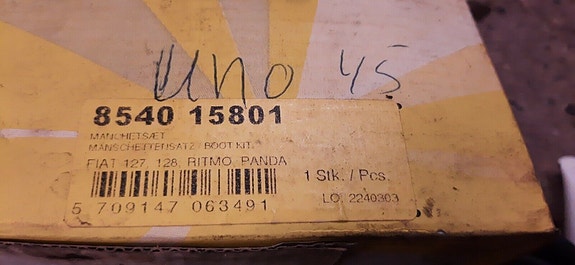 Uno 45
8540 15801
MANCHETSÆT
MANSCHETTENSATZ BOOT KIT.
FIAT 127, 128, RITMO, PANDA
1 Stk. / Pcs.
5 709147 063491
LO: 2240303